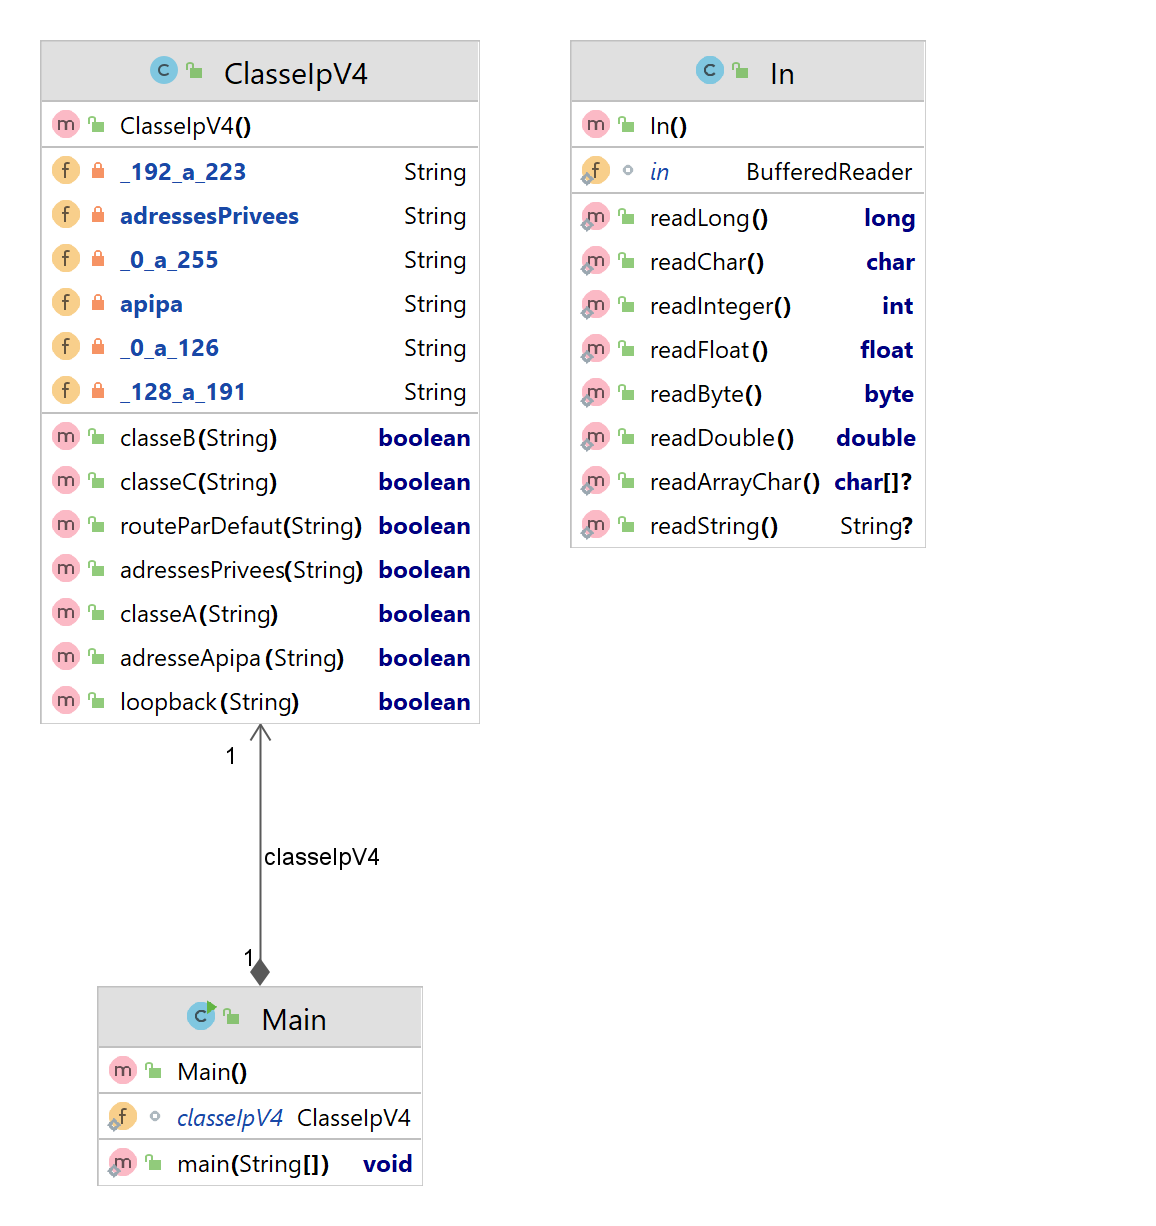 ClasseIpV4
ClasseIpV4()
_192_a_223 String
adressesPrivees String
_0_a_255 String
apipa String
_0_a_126 String
_128_a_191 String
classeB(String) boolean
classeC(String) boolean
routeParDefaut(String) boolean
adressesPrivees(String) boolean
classeA(String) boolean
adresseApipa(String) boolean
loopback(String) boolean
In
In()
in BufferedReader
readLong() long
readChar() char
readInteger() int
readFloat() float
readByte() byte
readDouble() double
readArrayChar() char[]?
readString() String?
1
classeIpV4
1
Main
Main()
classeIpV4 ClasseIpV4
main(String[]) void